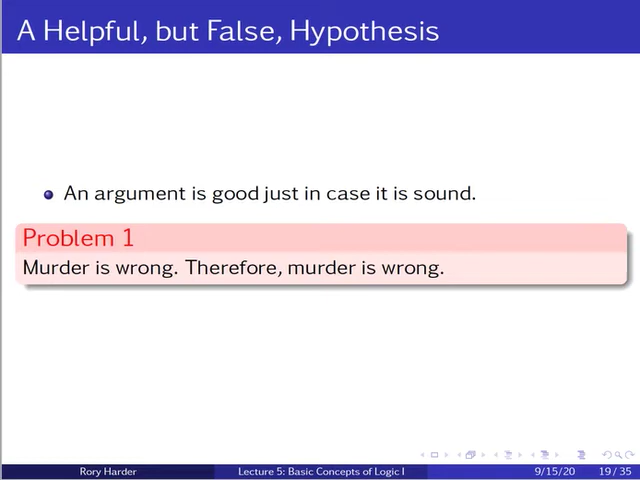 A Helpful, but False, Hypothesis
An argument is good just in case it is sound.
Problem 1
Murder is wrong. Therefore, murder is wrong.
Rory Harder
Lecture 5: Basic Concepts of Logic I
9/15/20
19 / 35